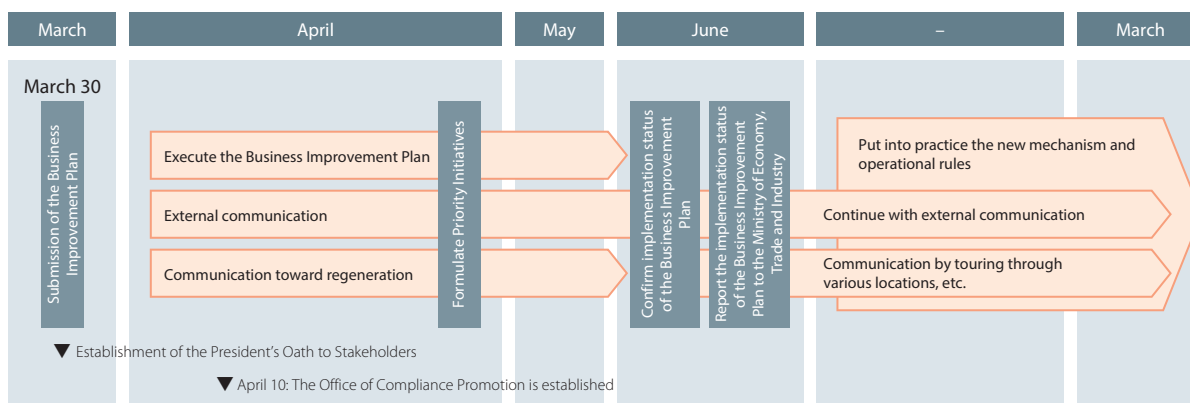 March
April
May
June
–
March
March 30
Submission of the Business
Improvement Plan
Execute the Business Improvement Plan
External communication
Communication toward regeneration
Formulate Priority Initiatives
Confirm implementation status
of the Business Improvement
Plan
Report the implementation status
of the Business Improvement
Plan to the Ministry of Economy,
Trade and Industry
Put into practice the new mechanism and
operational rules
Continue with external communication
Communication by touring through
various locations, etc.
▼ Establishment of the President’s Oath to Stakeholders
▼ April 10: The Office of Compliance Promotion is established